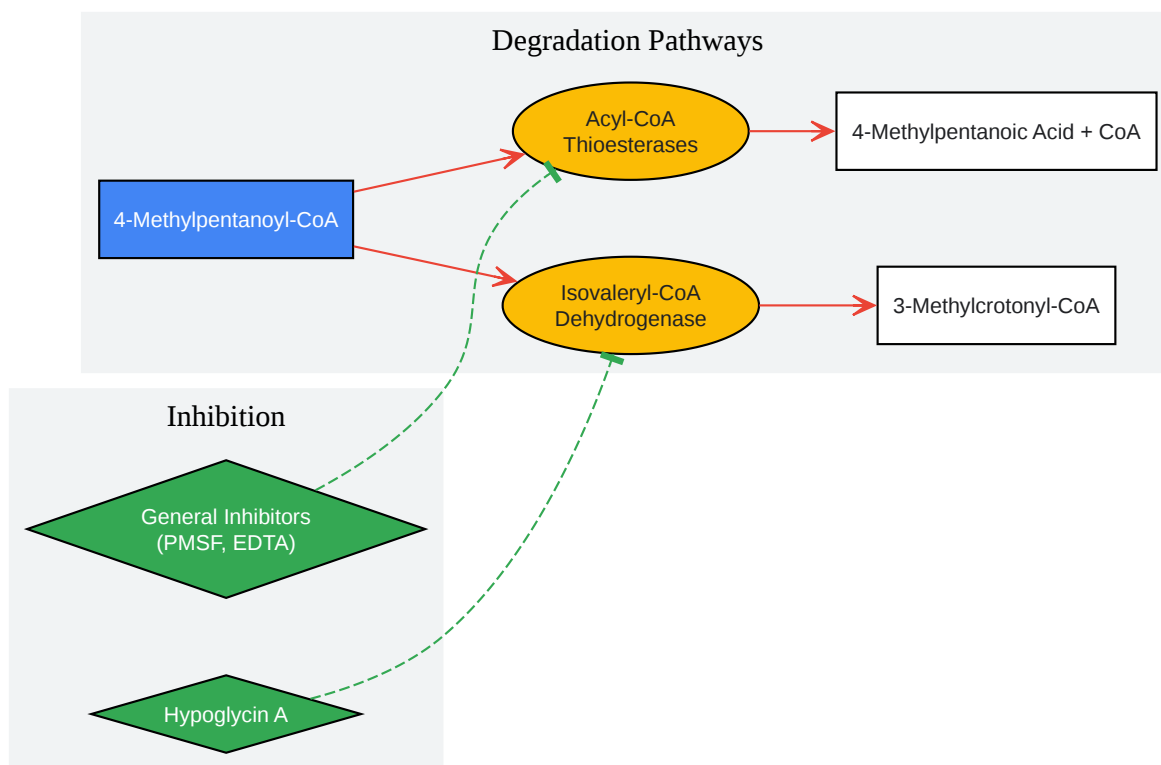 Degradation Pathways
Acyl-CoA
Thioesterases
4-Methylpentanoic Acid + CoA
4-Methylpentanoyl-CoA
Isovaleryl-CoA
Dehydrogenase
3-Methylcrotonyl-CoA
Inhibition
General Inhibitors
(PMSF, EDTA)
Hypoglycin A